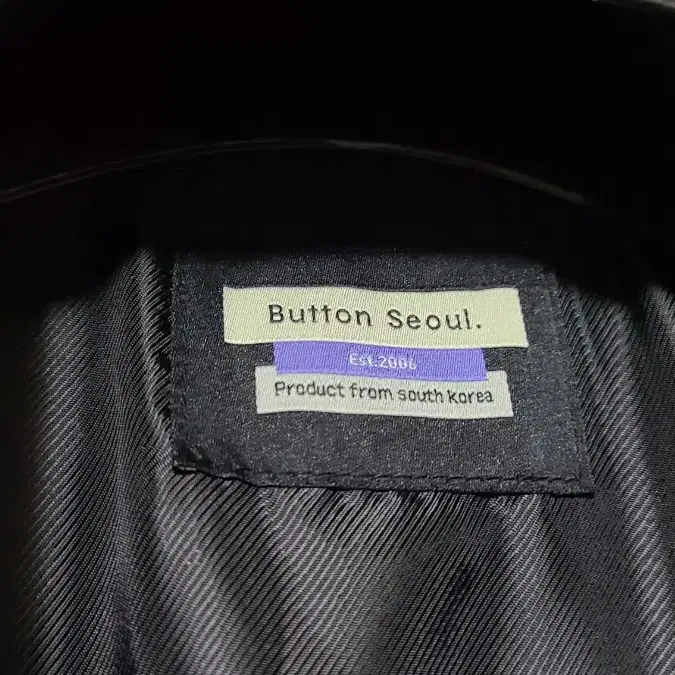 Button Seoul.
Est.2006
Product from south korea